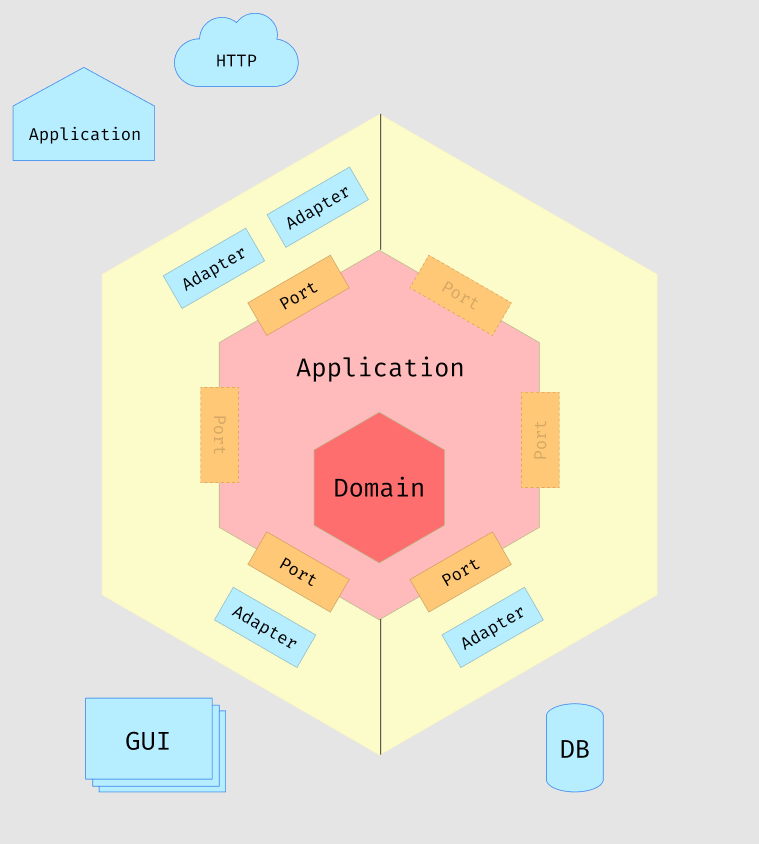 HTTP
Application
Adapter
Adapter
Port
Port
Application
Port
Port
Domain
Port
Port
Adapter
Adapter
GUI
DB